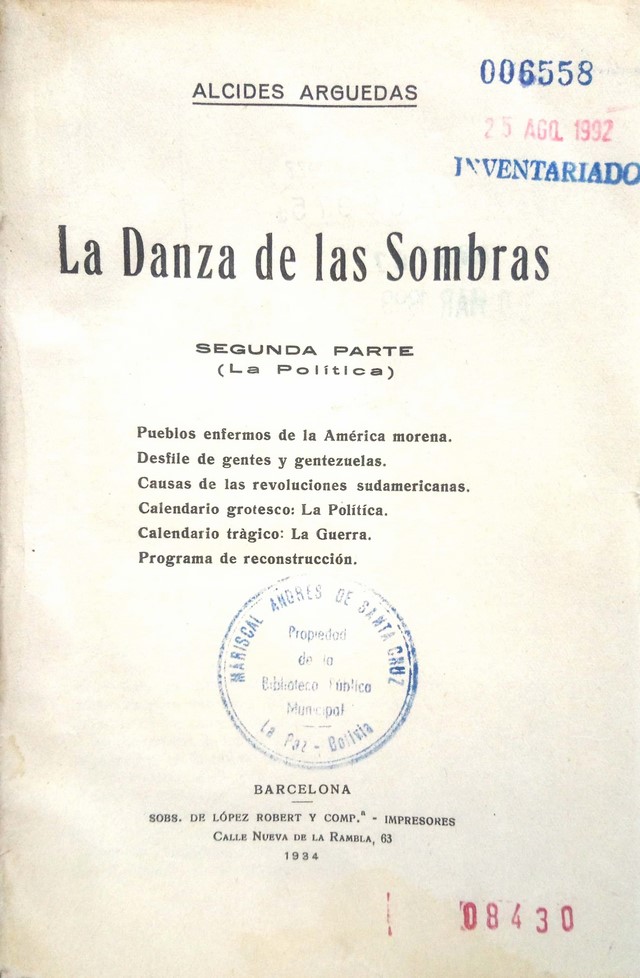 ALCIDES ARGUEDAS
006558
25 AGO. 1992
INVENTARIADO
La Danza de las Sombras
SEGUNDA PARTE
(La Política)
Pueblos enfermos de la América morena.
Desfile de gentes y gentezuelas.
Causas de las revoluciones sudamericanas.
Calendario grotesco: La Política.
Calendario tràgico: La Guerra.
Programa de reconstrucción.
MARISCAL ANDRES DE SANTA CRUZ
Propiedad
de la
Biblioteca Pública
Municipal
La Paz - Bolivia
BARCELONA
SOBS. DE LÓPEZ ROBERT Y COMP.ª - IMPRESORES
CALLE NUEVA DE LA RAMBLA, 63
1934
08430